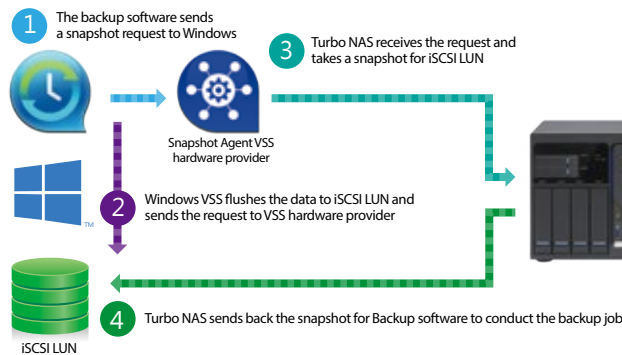 1
The backup software sends
a snapshot request to Windows
3
Turbo NAS receives the request and
takes a snapshot for iSCSI LUN
Snapshot Agent VSS
hardware provider
TM
2
Windows VSS flushes the data to iSCSI LUN and
sends the request to VSS hardware provider
4
Turbo NAS sends back the snapshot for Backup software to conduct the backup job
iSCSI LUN